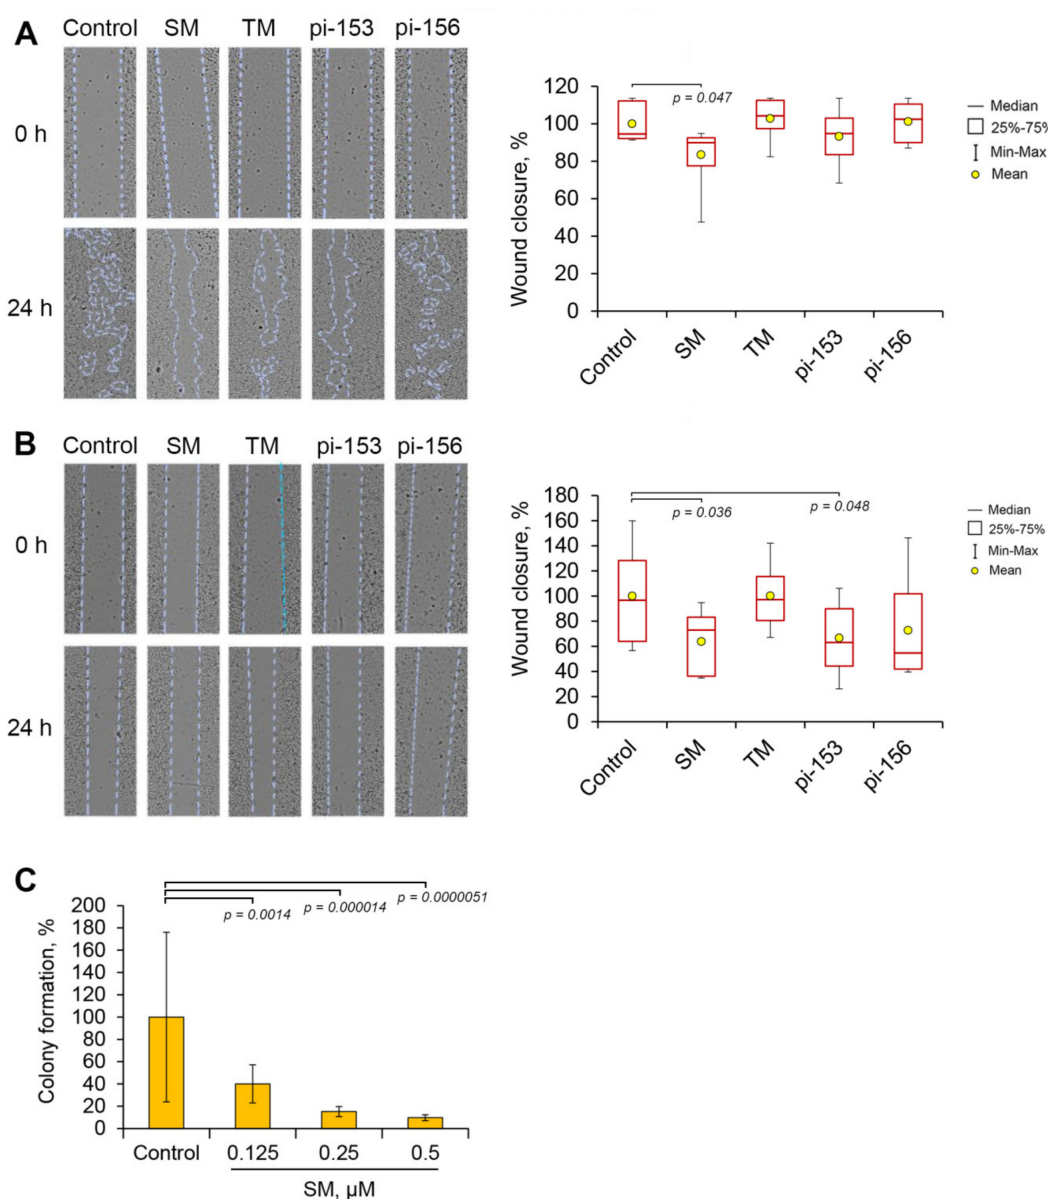 A
Control SM TM pi-153 pi-156
0 h
24 h
Wound closure, %
120
100
80
60
40
20
0
p = 0.047
Median
25%-75%
Min-Max
Mean
Control SM TM pi-153 pi-156
B
Control SM TM pi-153 pi-156
0 h
24 h
Wound closure, %
180
160
140
120
100
80
60
40
20
0
p = 0.036
p = 0.048
Median
25%-75%
Min-Max
Mean
Control SM TM pi-153 pi-156
C
Colony formation, %
200
180
160
140
120
100
80
60
40
20
0
p = 0.0014
p = 0.000014
p = 0.0000051
Control 0.125 0.25 0.5
SM, μM